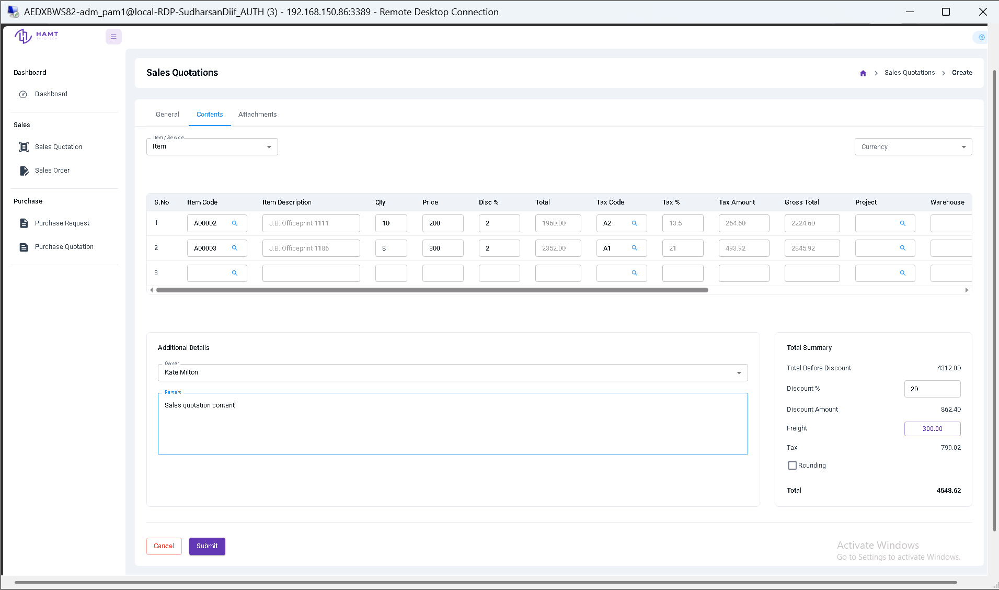 AEDXBWS82-adm_pam1@local-RDP-SudharsanDiif_AUTH (3) - 192.168.150.86:3389 - Remote Desktop Connection
HAMT
INFOTECH
Sales Quotations
Sales Quotations Create
Dashboard
Dashboard
Sales
Sales Quotation
Sales Order
Purchase
Purchase Request
Purchase Quotation
General Contents Attachments
Item / Service
Item
Currency
S.No Item Code Item Description Qty Price Disc % Total Tax Code Tax % Tax Amount Gross Total Project Warehouse
1 A00002 J.B. Officeprint 1111 10 200 2 1960.00 A2 13.5 264.60 2224.60
2 A00003 J.B. Officeprint 1186 8 300 2 2352.00 A1 21 493.92 2845.92
3
Additional Details
Owner
Kate Milton
Remark
Sales quotation content
Total Summary
Total Before Discount 4312.00
Discount % 20
Discount Amount 862.40
Freight 300.00
Tax 799.02
Rounding
Total 4548.62
Cancel Submit
Activate Windows
Go to Settings to activate Windows.